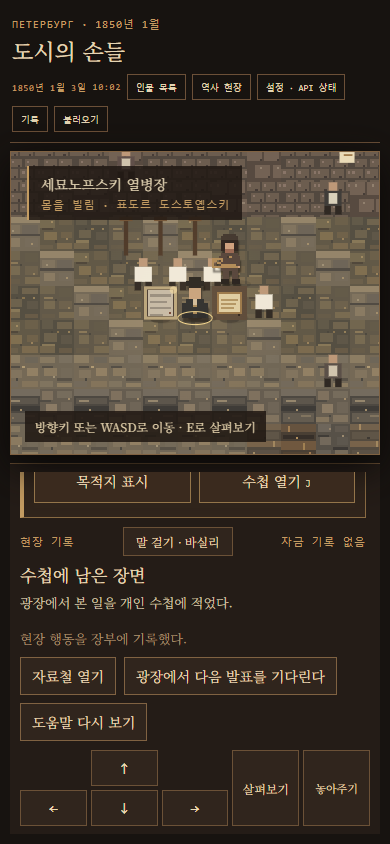 ПЕТЕРБУРГ · 1850년 1월
도시의 손들
1850년 1월 3일 10:02
인물 목록
역사 현장
설정 · API 상태
기록
불러오기
세묘노프스키 열병장
몸을 빌림 · 표도르 도스토옙스키
방향키 또는 WASD로 이동 · E로 살펴보기
목적지 표시
수첩 열기 J
현장 기록
말 걸기 · 바실리
자금 기록 없음
수첩에 남은 장면
광장에서 본 일을 개인 수첩에 적었다.
현장 행동을 장부에 기록했다.
자료철 열기
광장에서 다음 발표를 기다린다
도움말 다시 보기
↑
살펴보기
놓아주기
←
↓
→